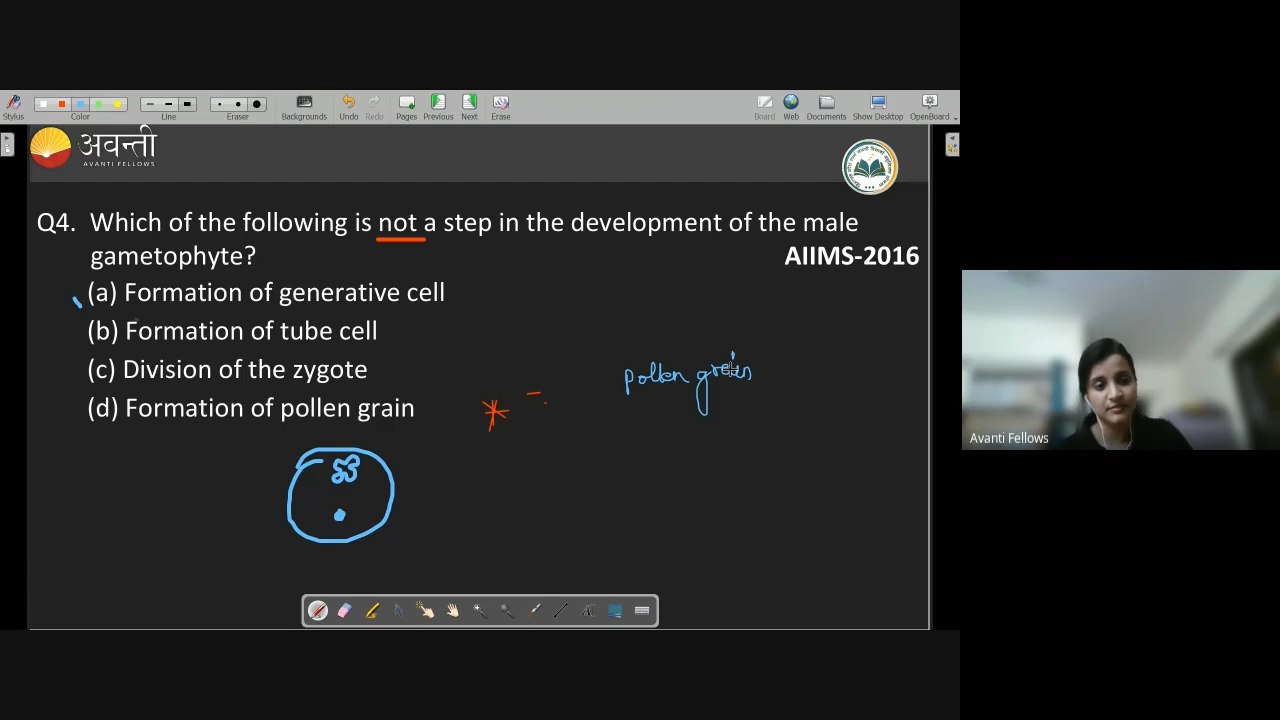 Stylus
Color
Line
Eraser
Backgrounds
Undo
Redo
Pages
Previous
Next
Erase
Board
Web
Documents
Show Desktop
OpenBoard
अवन्ती
AVANTI FELLOWS
Q4. Which of the following is not a step in the development of the male
gametophyte?
AIIMS-2016
(a) Formation of generative cell
(b) Formation of tube cell
(c) Division of the zygote
(d) Formation of pollen grain
pollen grain
Avanti Fellows